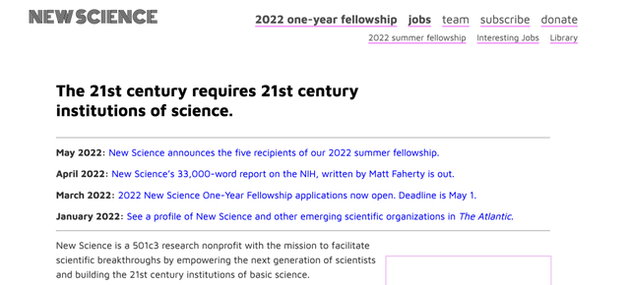 NEW SCIENCE
2022 one-year fellowship jobs team subscribe donate
2022 summer fellowship Interesting Jobs Library
The 21st century requires 21st century
institutions of science.
May 2022: New Science announces the five recipients of our 2022 summer fellowship.
April 2022: New Science's 33,000-word report on the NIH, written by Matt Faherty is out.
March 2022: 2022 New Science One-Year Fellowship applications now open. Deadline is May 1.
January 2022: See a profile of New Science and other emerging scientific organizations in The Atlantic.
New Science is a 501c3 research nonprofit with the mission to facilitate
scientific breakthroughs by empowering the next generation of scientists
and building the 21st century institutions of basic science.